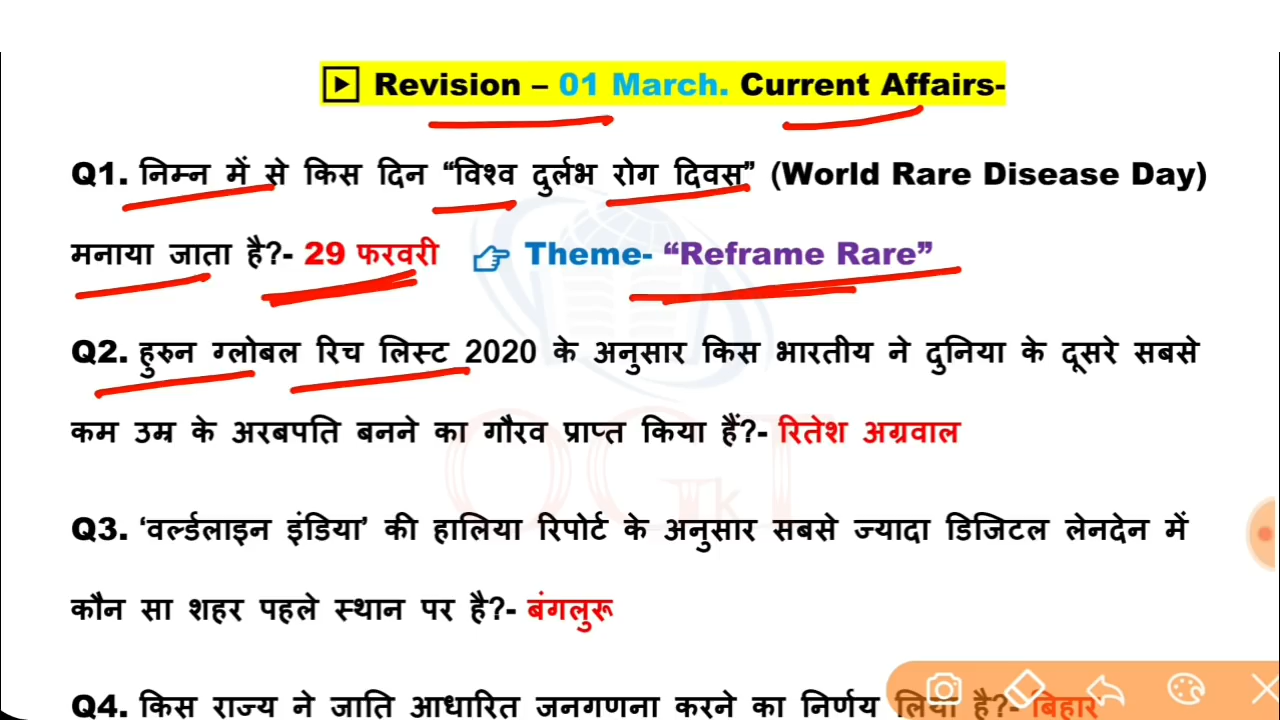 Revision – 01 March. Current Affairs-
Q1. निम्न में से किस दिन “विश्व दुर्लभ रोग दिवस” (World Rare Disease Day)
मनाया जाता है?- 29 फरवरी Theme- “Reframe Rare”
Q2. हुरुन ग्लोबल रिच लिस्ट 2020 के अनुसार किस भारतीय ने दुनिया के दूसरे सबसे
कम उम्र के अरबपति बनने का गौरव प्राप्त किया हैं?- रितेश अग्रवाल
Q3. ‘वर्ल्डलाइन इंडिया’ की हालिया रिपोर्ट के अनुसार सबसे ज्यादा डिजिटल लेनदेन में
कौन सा शहर पहले स्थान पर है?- बंगलुरू
Q4. किस राज्य ने जाति आधारित जनगणना करने का निर्णय लिया है?- बिहार